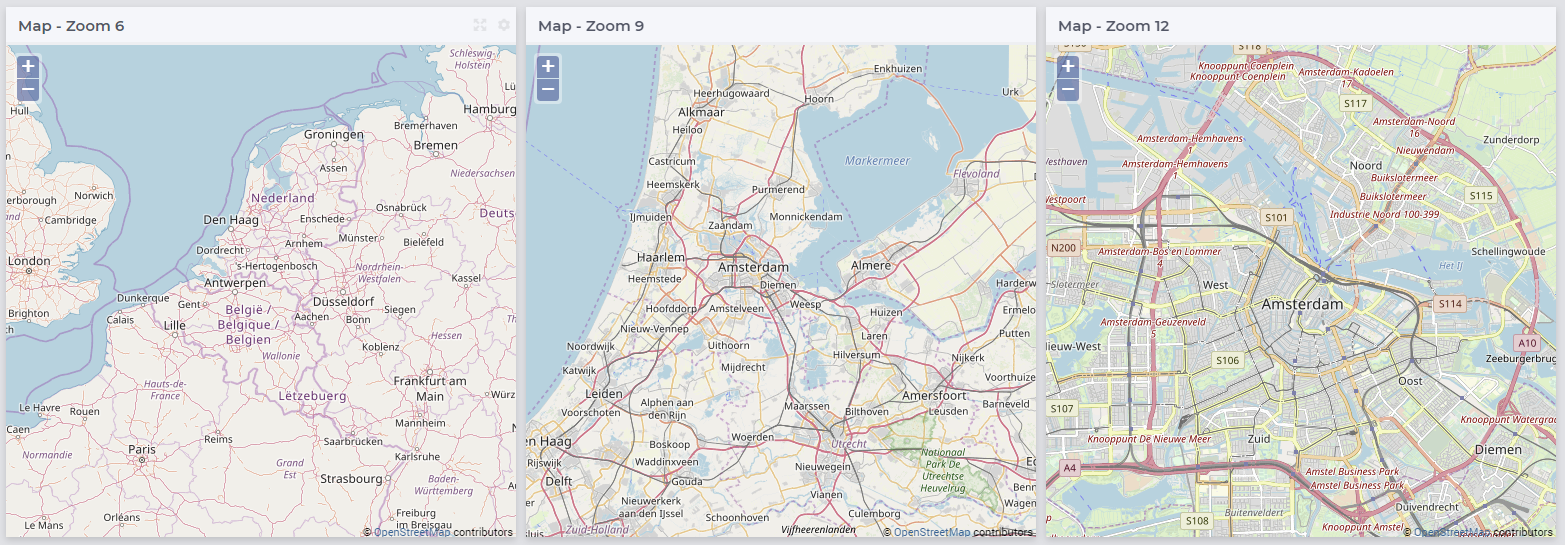 Map - Zoom 6
+
−
Schleswig-
Holstein
Hull
Hamburg
Bremerhaven
Groningen
Bremen
Assen
Niedersachsen
Norwich
Nederland
Cambridge
Osnabrück
Den Haag
Enschede
Deuts
Münster
Bielefeld
Arnhem
Dordrecht
London
's-Hertogenbosch
Nordrhein-
Westfalen
Kassel
Antwerpen
Dunkerque
Gent
Düsseldorf
Brighton
België /
Belgique /
Belgien
Siegen
Calais
Aachen
Bonn
Lille
Hessen
Koblenz
Wallonie
Hauts-de-
France
Frankfurt am
Main
Lëtzebuerg
Würz
Le Havre
Rouen
Mannheim
Caen
Reims
Saarbrücken
Paris
Normandie
Karlsruhe
Grand
Est
Strasbourg
Baden-
Württemberg
Orléans
Le Mans
Freiburg
im Breisgau
© OpenStreetMap contributors
Map - Zoom 9
+
−
Enkhuizen
Heerhugowaard
Urk
Hoorn
Alkmaar
Heiloo
Castricum
Markermeer
Flevoland
Heemskerk
Purmerend
IJmuiden
Monnickendam
Zaandam
Haarlem
Amsterdam
Almere
Heemstede
Diemen
Harderw
Weesp
Hoofddorp
Amstelveen
Huizen
Ermelo
Nieuw-Vennep
Laren
Putten
Noordwijk
Uithoorn
Hilversum
Nijkerk
Katwijk
Mijdrecht
Voorthuize
Leiden
Amersfoort
Alphen aan
den Rijn
Maarssen
Barneveld
Voorschoten
Bilthoven
Leusden
en Haag
Woerden
Utrecht
Boskoop
Rijswijk
Waddinxveen
Nieuwegein
Nationaal
Park De
Utrechtse
Heuvelrug
Delft
Gouda
Vianen
Nieuwerkerk
aan den IJssel
Wagen
Schoonhoven
Culemborg
Zuid-Holland
Vijfheerenlanden
© OpenStreetMap contributors
Map - Zoom 12
+
−
S118
Knooppunt Coenplein
Knooppunt Coenplein
Amsterdam-Kadoelen
17
S117
Amsterdam-Noord
16
Amsterdam-Hemhavens
1
Zunderdorp
Nieuwendam
Amsterdam-Hemhavens
1
Noord
Buikslotermeer
Buikslotermeer
S115
Industrie Noord 100-399
S101
N200
Amsterdam-Bos en Lommer
Schellingwoude
Het IJ
Slotermeer
West
Amsterdam
S114
Amsterdam-Geuzenveld
5
A10
S106
Zeeburgerbru
Oost
S107
Knooppunt Watergra
Knooppunt De Nieuwe Meer
Zuid
Diemen
A4
Amstel Business Park
Amstel Business Park
Duivendrecht
Buitenveldert
S108
Knooppunt Amstel
© OpenStreetMap contributors